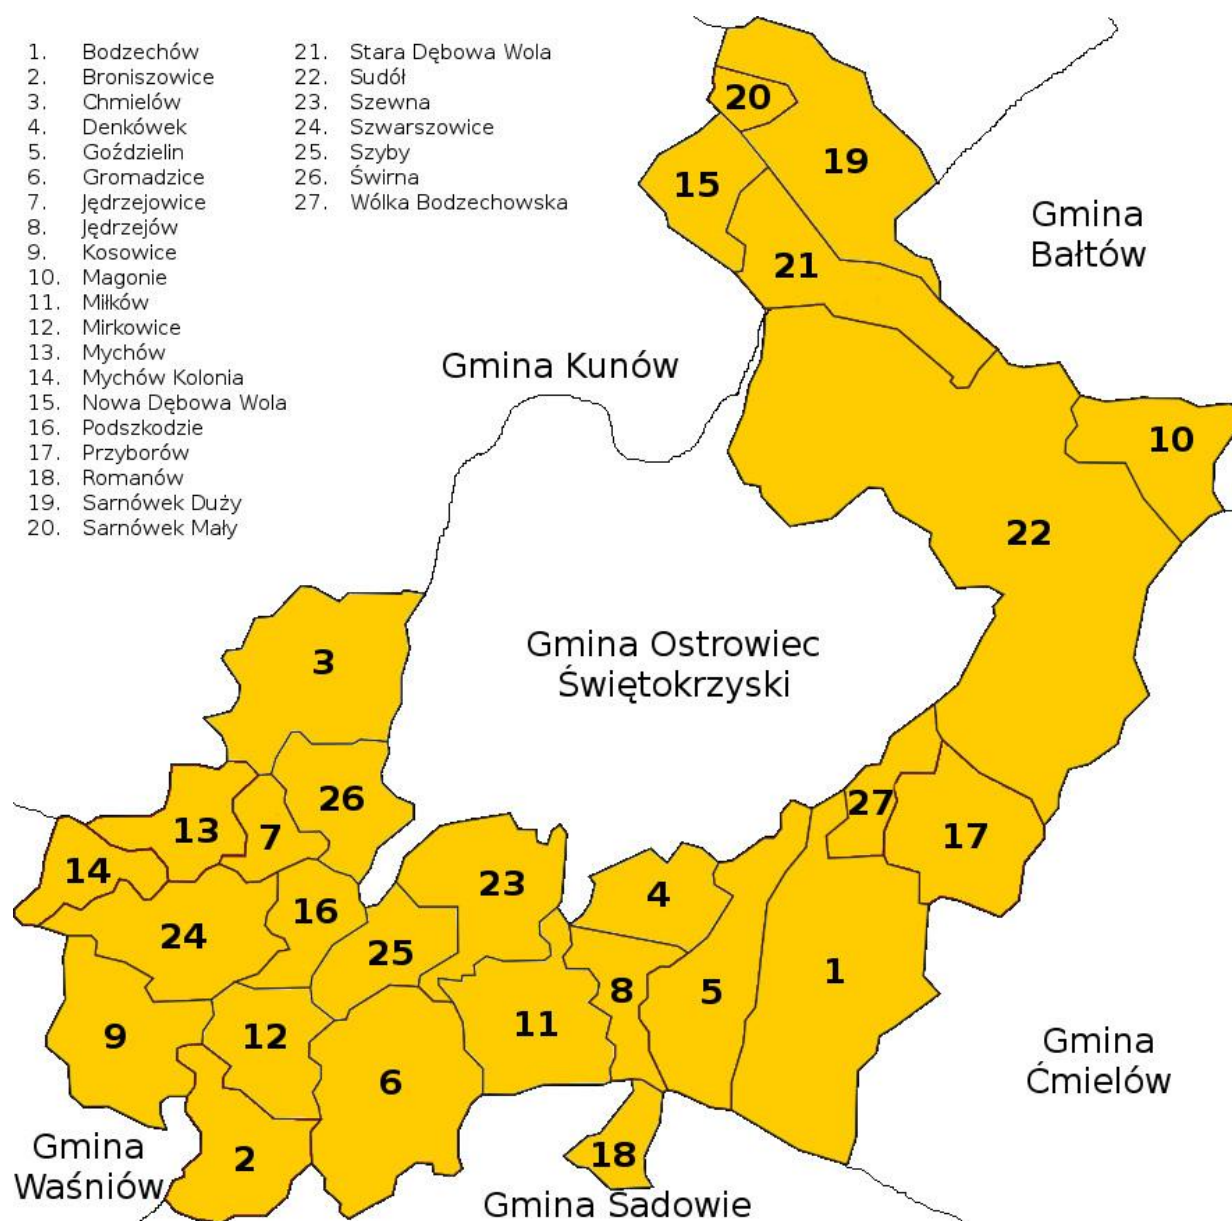 1. Bodzechów
2. Broniszowice
3. Chmielów
4. Denkówek
5. Goździelin
6. Gromadzice
7. Jędrzejowice
8. Jędrzejów
9. Kosowice
10. Magonie
11. Miłków
12. Mirkowice
13. Mychów
14. Mychów Kolonia
15. Nowa Dębowa Wola
16. Podszkodzie
17. Przyborów
18. Romanów
19. Sarnówek Duży
20. Sarnówek Mały
21. Stara Dębowa Wola
22. Sudół
23. Szewna
24. Szwarszowice
25. Szyby
26. Świrna
27. Wólka Bodzechowska
20
19
15
21
Gmina
Bałtów
Gmina Kunów
10
22
Gmina Ostrowiec
Świętokrzyski
3
26
27
13
7
17
14
23
4
16
24
25
1
8
5
9
12
11
6
Gmina
Ćmielów
2
18
Gmina
Waśniów
Gmina Sadowie